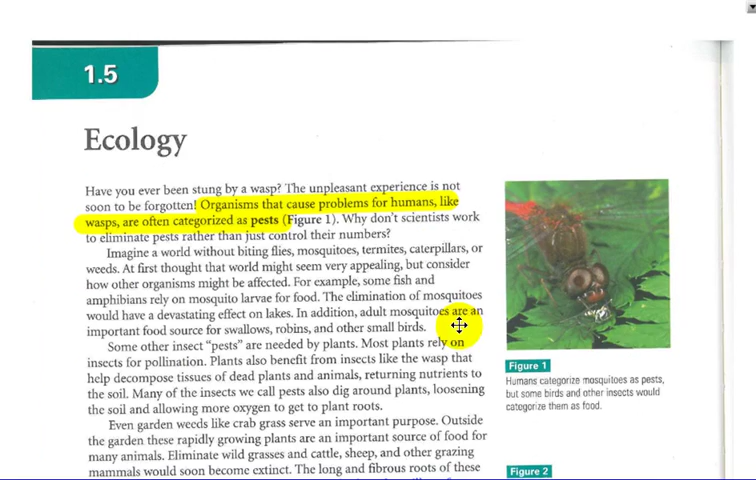 1.5
Ecology
Have you ever been stung by a wasp? The unpleasant experience is not
soon to be forgotten! Organisms that cause problems for humans, like
wasps, are often categorized as pests (Figure 1). Why don't scientists work
to eliminate pests rather than just control their numbers?
Imagine a world without biting flies, mosquitoes, termites, caterpillars, or
weeds. At first thought that world might seem very appealing, but consider
how other organisms might be affected. For example, some fish and
amphibians rely on mosquito larvae for food. The elimination of mosquitoes
would have a devastating effect on lakes. In addition, adult mosquitoes are an
important food source for swallows, robins, and other small birds.
Some other insect "pests" are needed by plants. Most plants rely on
insects for pollination. Plants also benefit from insects like the wasp that
help decompose tissues of dead plants and animals, returning nutrients to
the soil. Many of the insects we call pests also dig around plants, loosening
the soil and allowing more oxygen to get to plant roots.
Even garden weeds like crab grass serve an important purpose. Outside
the garden these rapidly growing plants are an important source of food for
many animals. Eliminate wild grasses and cattle, sheep, and other grazing
mammals would soon become extinct. The long and fibrous roots of these
Figure 1
Humans categorize mosquitoes as pests,
but some birds and other insects would
categorize them as food.
Figure 2